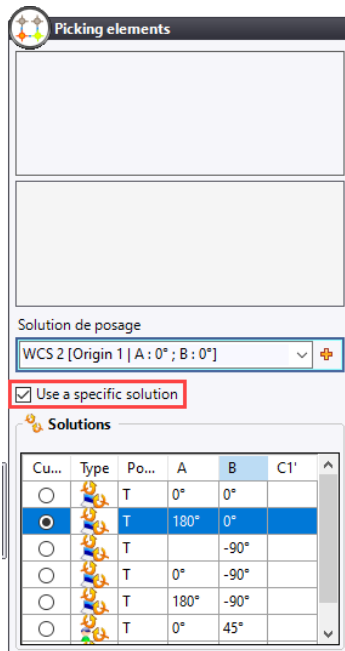 Picking elements
Solution de posage
WCS 2 [Origin 1 | A : 0° ; B : 0°]
Use a specific solution
Solutions
Cu... Type Po... A B C1'
T 0° 0°
T 180° 0°
T -90°
T 0° -90°
T 180° -90°
T 0° 45°